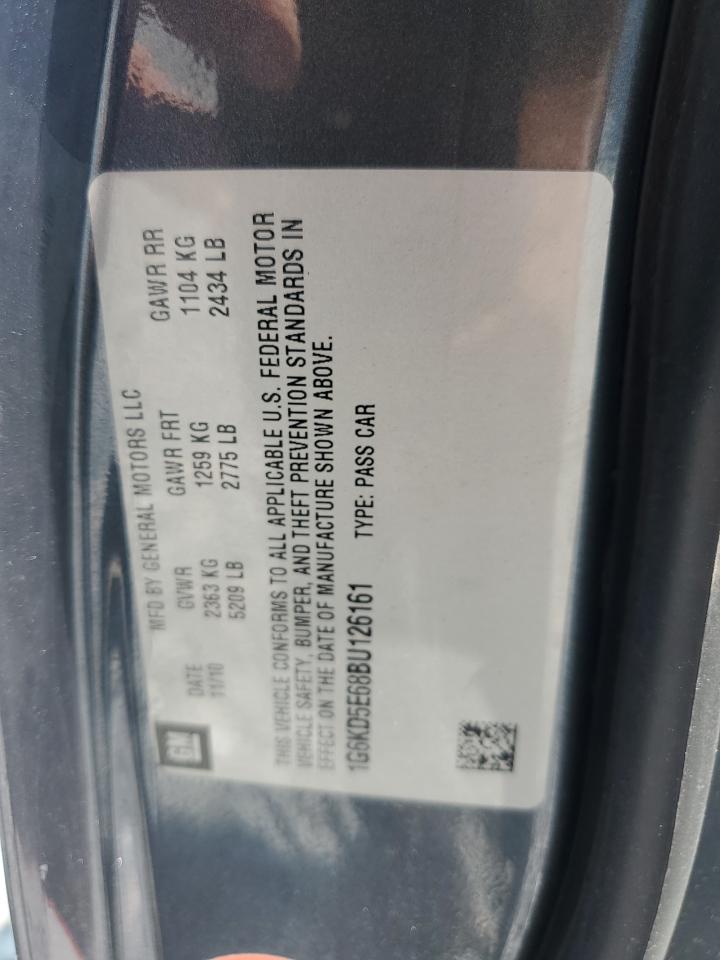 GM
MFD BY GENERAL MOTORS LLC
DATE GVWR GAWR FRT GAWR RR
11/10 2363 KG 1259 KG 1104 KG
5209 LB 2775 LB 2434 LB
THIS VEHICLE CONFORMS TO ALL APPLICABLE U.S. FEDERAL MOTOR
VEHICLE SAFETY, BUMPER, AND THEFT PREVENTION STANDARDS IN
EFFECT ON THE DATE OF MANUFACTURE SHOWN ABOVE.
1G6KD5E68BU126161 TYPE: PASS CAR